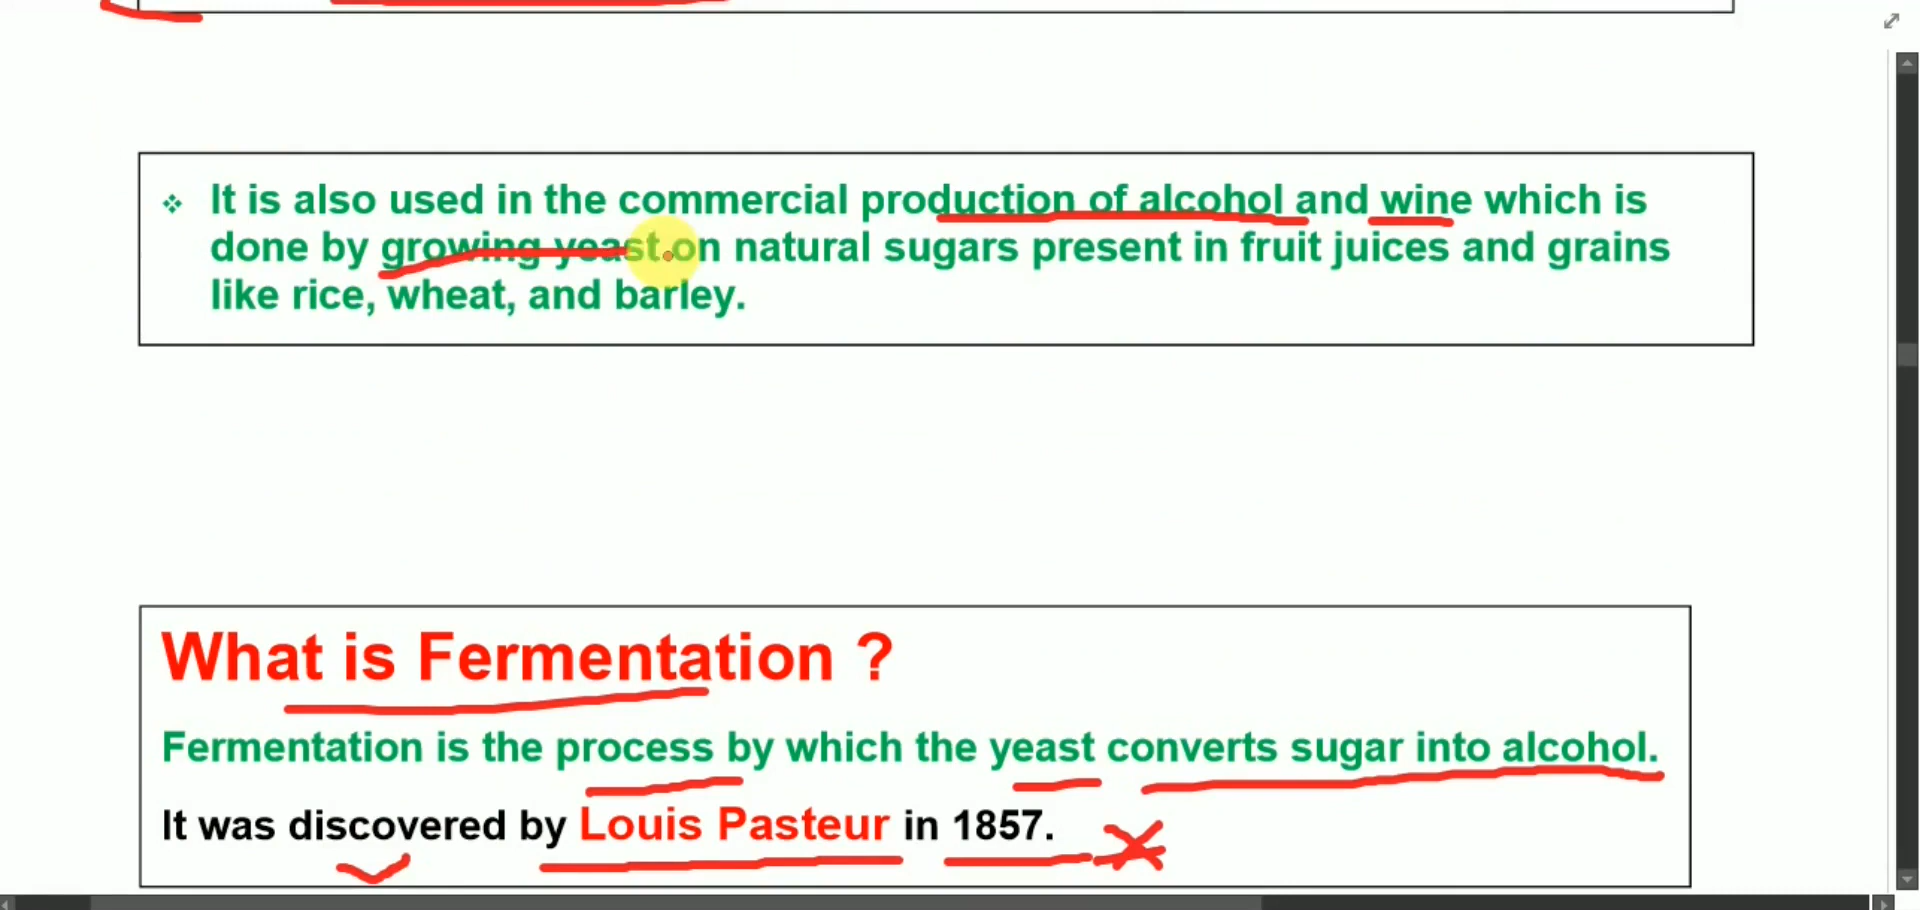 ❖ It is also used in the commercial production of alcohol and wine which is
done by growing yeast on natural sugars present in fruit juices and grains
like rice, wheat, and barley.
What is Fermentation ?
Fermentation is the process by which the yeast converts sugar into alcohol.
It was discovered by Louis Pasteur in 1857.